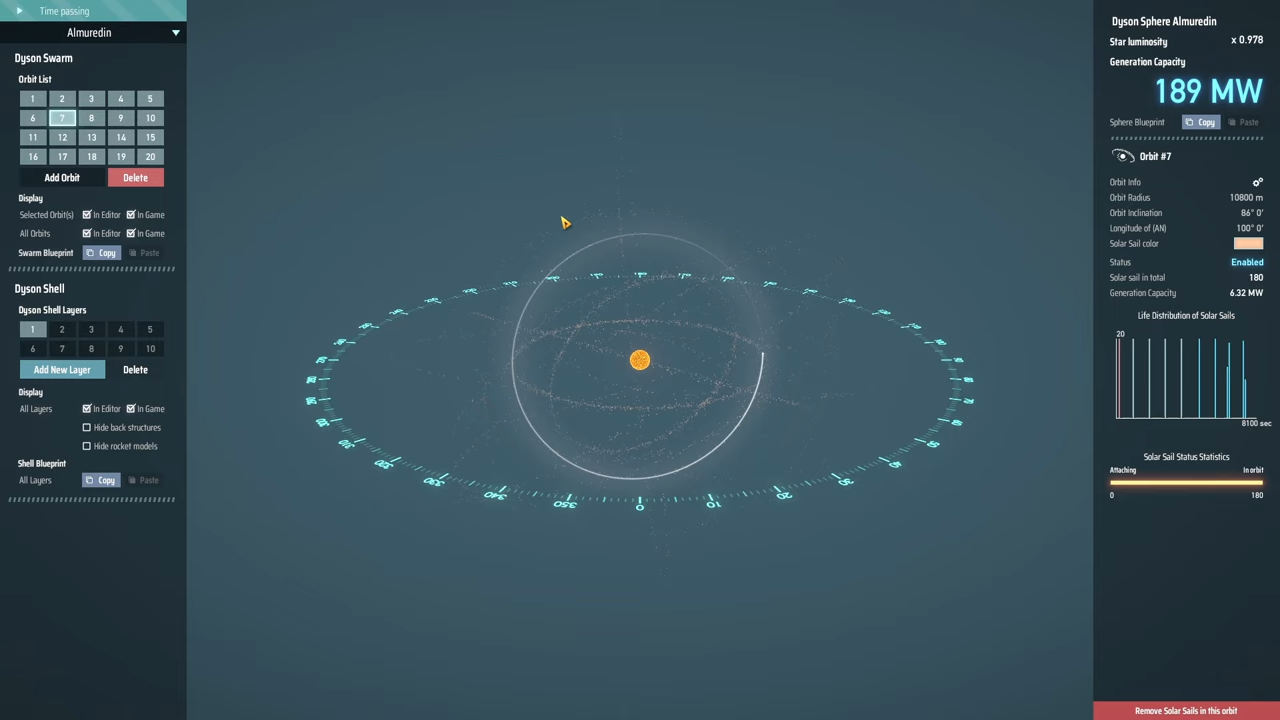 Time passing
Almuredin
Dyson Swarm
Orbit List
1 2 3 4 5
6 7 8 9 10
11 12 13 14 15
16 17 18 19 20
Add Orbit Delete
Display
Selected Orbit(s) In Editor In Game
All Orbits In Editor In Game
Swarm Blueprint Copy Paste
Dyson Shell
Dyson Shell Layers
1 2 3 4 5
6 7 8 9 10
Add New Layer Delete
Display
All Layers In Editor In Game
Hide back structures
Hide rocket models
Shell Blueprint
All Layers Copy Paste
340 350 0 10 20 30
Dyson Sphere Almuredin
Star luminosity x 0.978
Generation Capacity
189 MW
Sphere Blueprint Copy Paste
Orbit #7
Orbit Info
Orbit Radius 10800 m
Orbit Inclination 86° 0'
Longitude of (AN) 100° 0'
Solar Sail color
Status Enabled
Solar sail in total 180
Generation Capacity 6.32 MW
Life Distribution of Solar Sails
20
8100 sec
Solar Sail Status Statistics
Attaching In orbit
0 180
Remove Solar Sails in this orbit